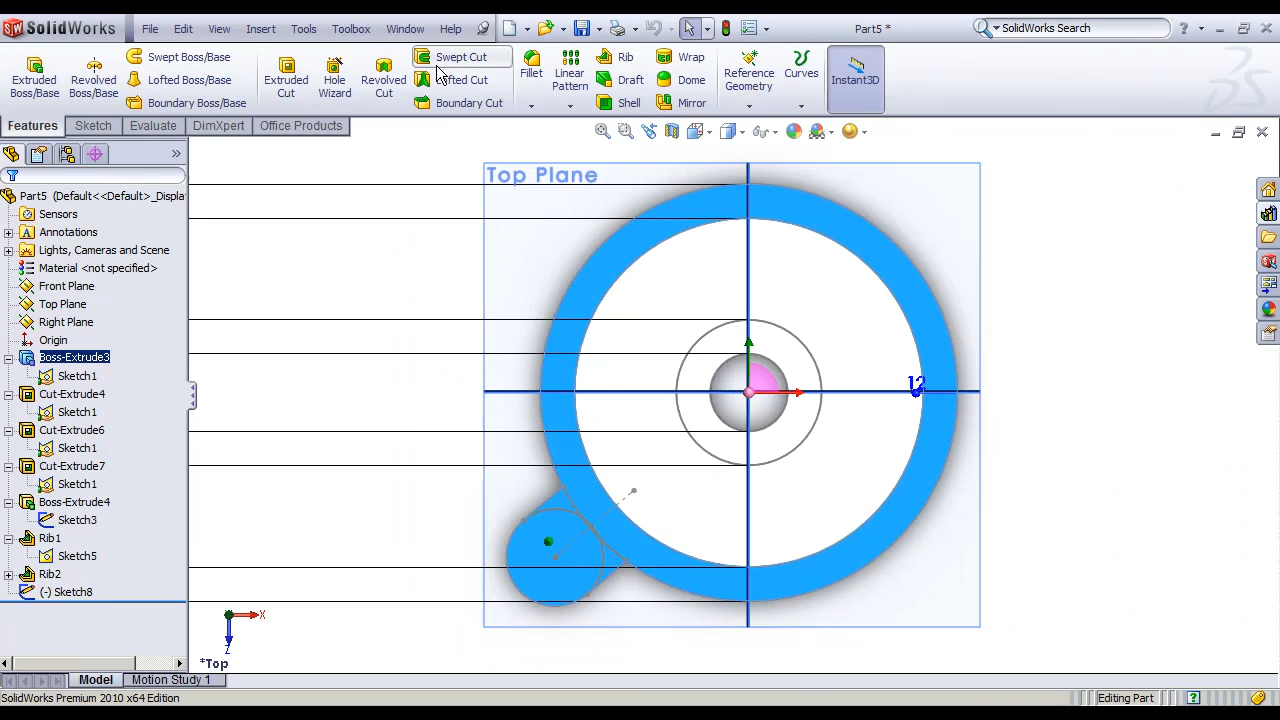 SolidWorks File Edit View Insert Tools Toolbox Window Help Part5 * SolidWorks Search
Extruded Boss/Base
Revolved Boss/Base
Swept Boss/Base
Lofted Boss/Base
Boundary Boss/Base
Extruded Cut
Hole Wizard
Revolved Cut
Swept Cut
Lofted Cut
Boundary Cut
Fillet
Linear Pattern
Rib
Draft
Shell
Wrap
Dome
Mirror
Reference Geometry
Curves
Instant3D
Features Sketch Evaluate DimXpert Office Products
Part5 (Default<<Default>_Displa
Sensors
Annotations
Lights, Cameras and Scene
Material <not specified>
Front Plane
Top Plane
Right Plane
Origin
Boss-Extrude3
Sketch1
Cut-Extrude4
Sketch1
Cut-Extrude6
Sketch1
Cut-Extrude7
Sketch1
Boss-Extrude4
Sketch3
Rib1
Sketch5
Rib2
(-) Sketch8
Top Plane
12
X
Z
*Top
Model Motion Study 1
SolidWorks Premium 2010 x64 Edition Editing Part